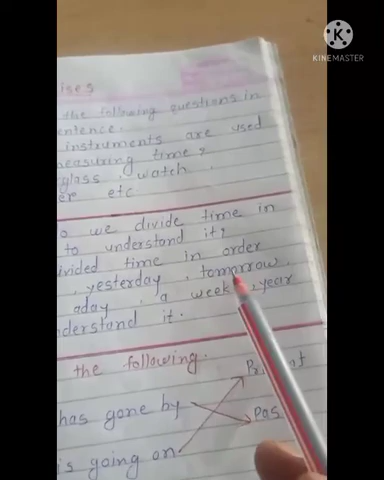 KINEMASTER
ises
the following questions in
entence.
instruments are used
measuring time?
glass, watch,
er etc
o we divide time in
to understand it?
ivided time in order
, yesterday, tomorrow,
aday, a week, year
nderstand it.
the following.
has gone by
Pas
is going on